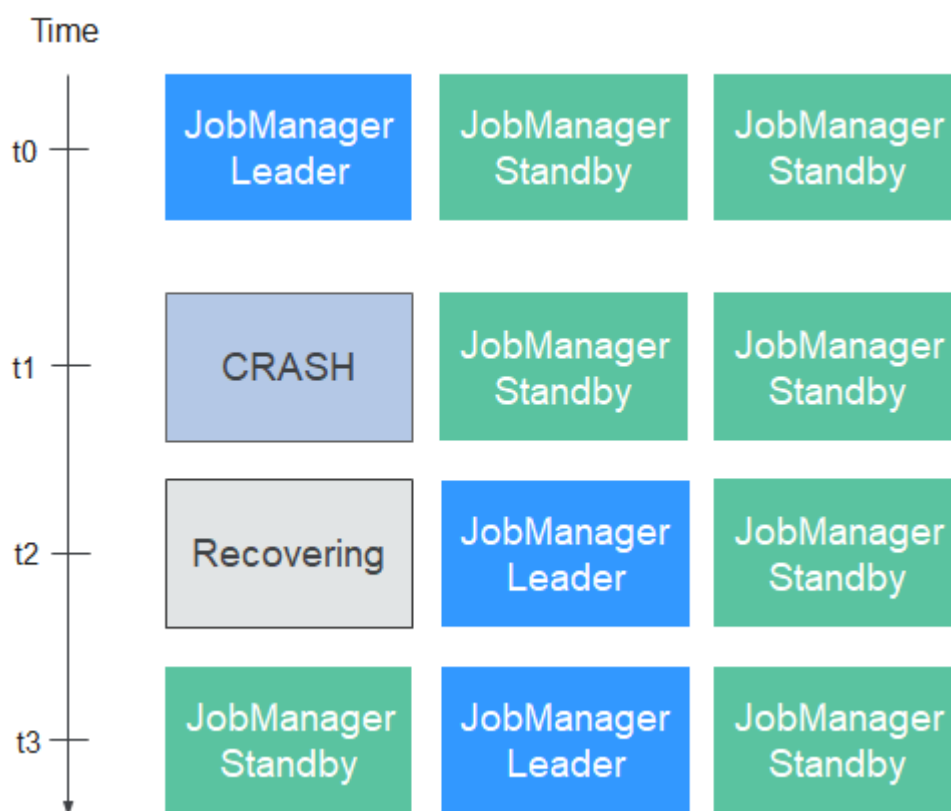 Time
t0
JobManager
Leader
JobManager
Standby
JobManager
Standby
t1
CRASH
JobManager
Standby
JobManager
Standby
t2
Recovering
JobManager
Leader
JobManager
Standby
t3
JobManager
Standby
JobManager
Leader
JobManager
Standby